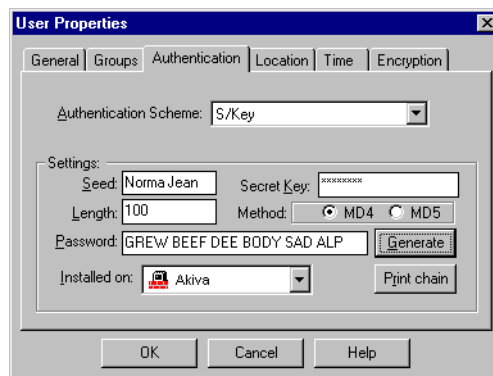 User Properties
General Groups Authentication Location Time Encryption
Authentication Scheme: S/Key
Settings:
Seed: Norma Jean Secret Key: ********
Length: 100 Method: MD4 MD5
Password: GREW BEEF DEE BODY SAD ALP Generate
Installed on: Akiva Print chain
OK Cancel Help